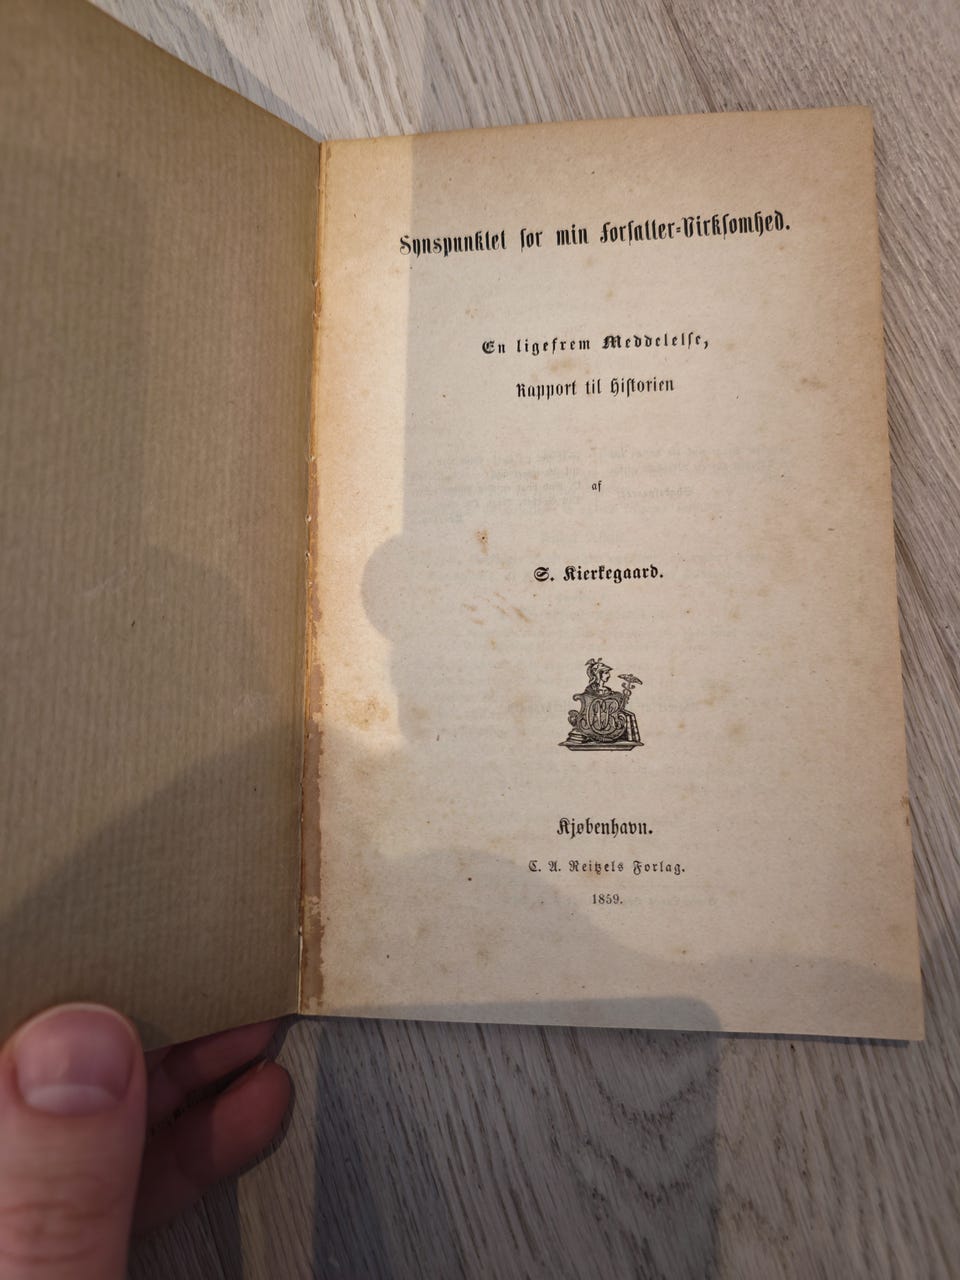 Synspunktet for min Forfatter-Virksomhed.
En ligefrem Meddelelse,
Rapport til Historien
af
S. Kierkegaard.
Kjøbenhavn.
C. A. Reitzels Forlag.
1859.